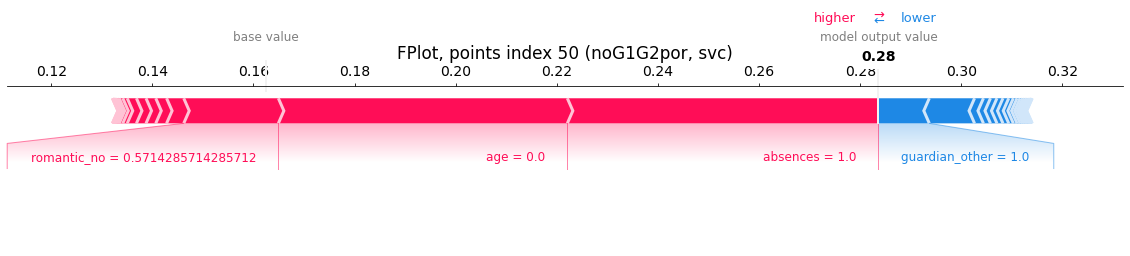 higher ⇄ lower
base value
model output value
FPlot, points index 50 (noG1G2por, svc)
0.28
0.12 0.14 0.16 0.18 0.20 0.22 0.24 0.26 0.28 0.30 0.32
romantic_no = 0.5714285714285712 age = 0.0 absences = 1.0 guardian_other = 1.0